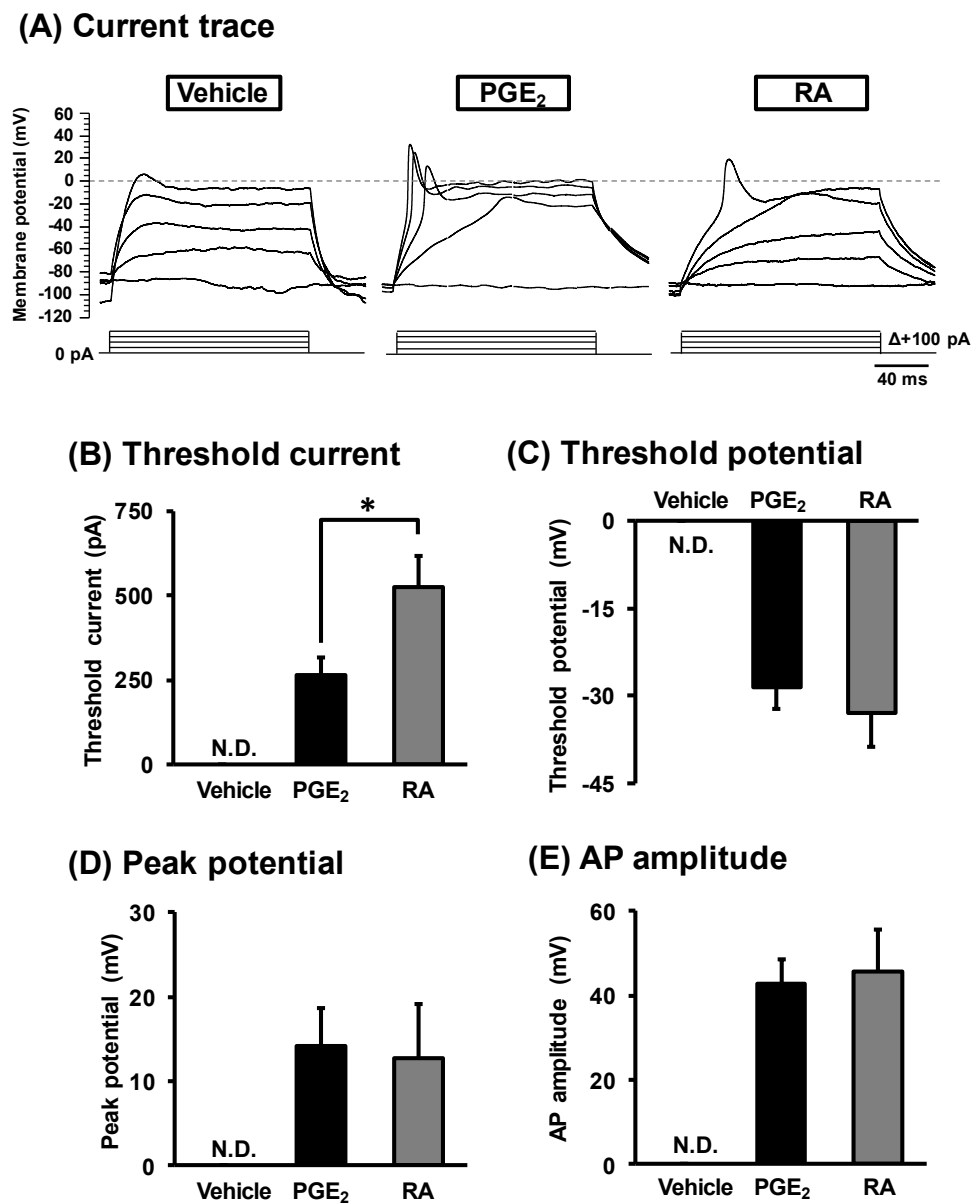 (A) Current trace
Vehicle PGE₂ RA
Membrane potential (mV)
60
40
20
0
-20
-40
-60
-80
-100
-120
0 pA
Δ+100 pA
40 ms
(B) Threshold current
Threshold current (pA)
750
500
250
0
*
N.D.
Vehicle PGE₂ RA
(C) Threshold potential
Vehicle PGE₂ RA
Threshold potential (mV)
0
-15
-30
-45
N.D.
(D) Peak potential
Peak potential (mV)
30
20
10
0
N.D.
Vehicle PGE₂ RA
(E) AP amplitude
AP amplitude (mV)
60
40
20
0
N.D.
Vehicle PGE₂ RA